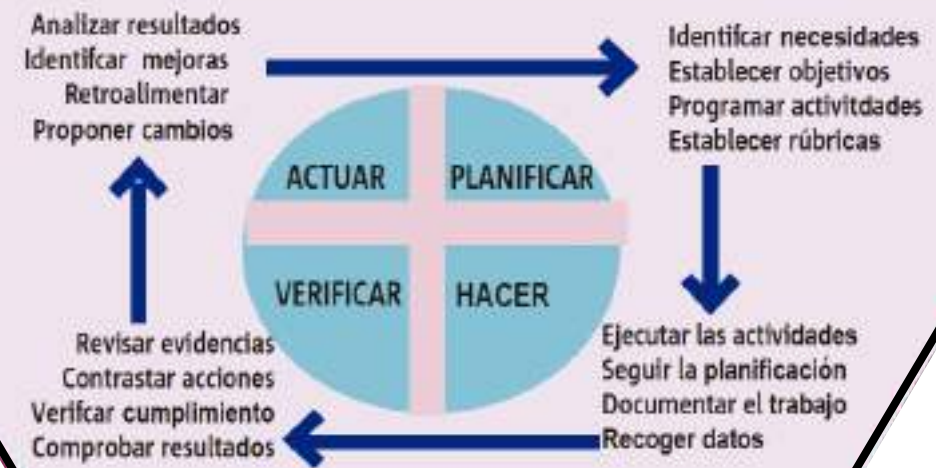 Analizar resultados
Identifcar mejoras
Retroalimentar
Proponer cambios
Identifcar necesidades
Establecer objetivos
Programar activitdades
Establecer rúbricas
ACTUAR
PLANIFICAR
VERIFICAR
HACER
Revisar evidencias
Contrastar acciones
Verifcar cumplimiento
Comprobar resultados
Ejecutar las actividades
Seguir la planificación
Documentar el trabajo
Recoger datos